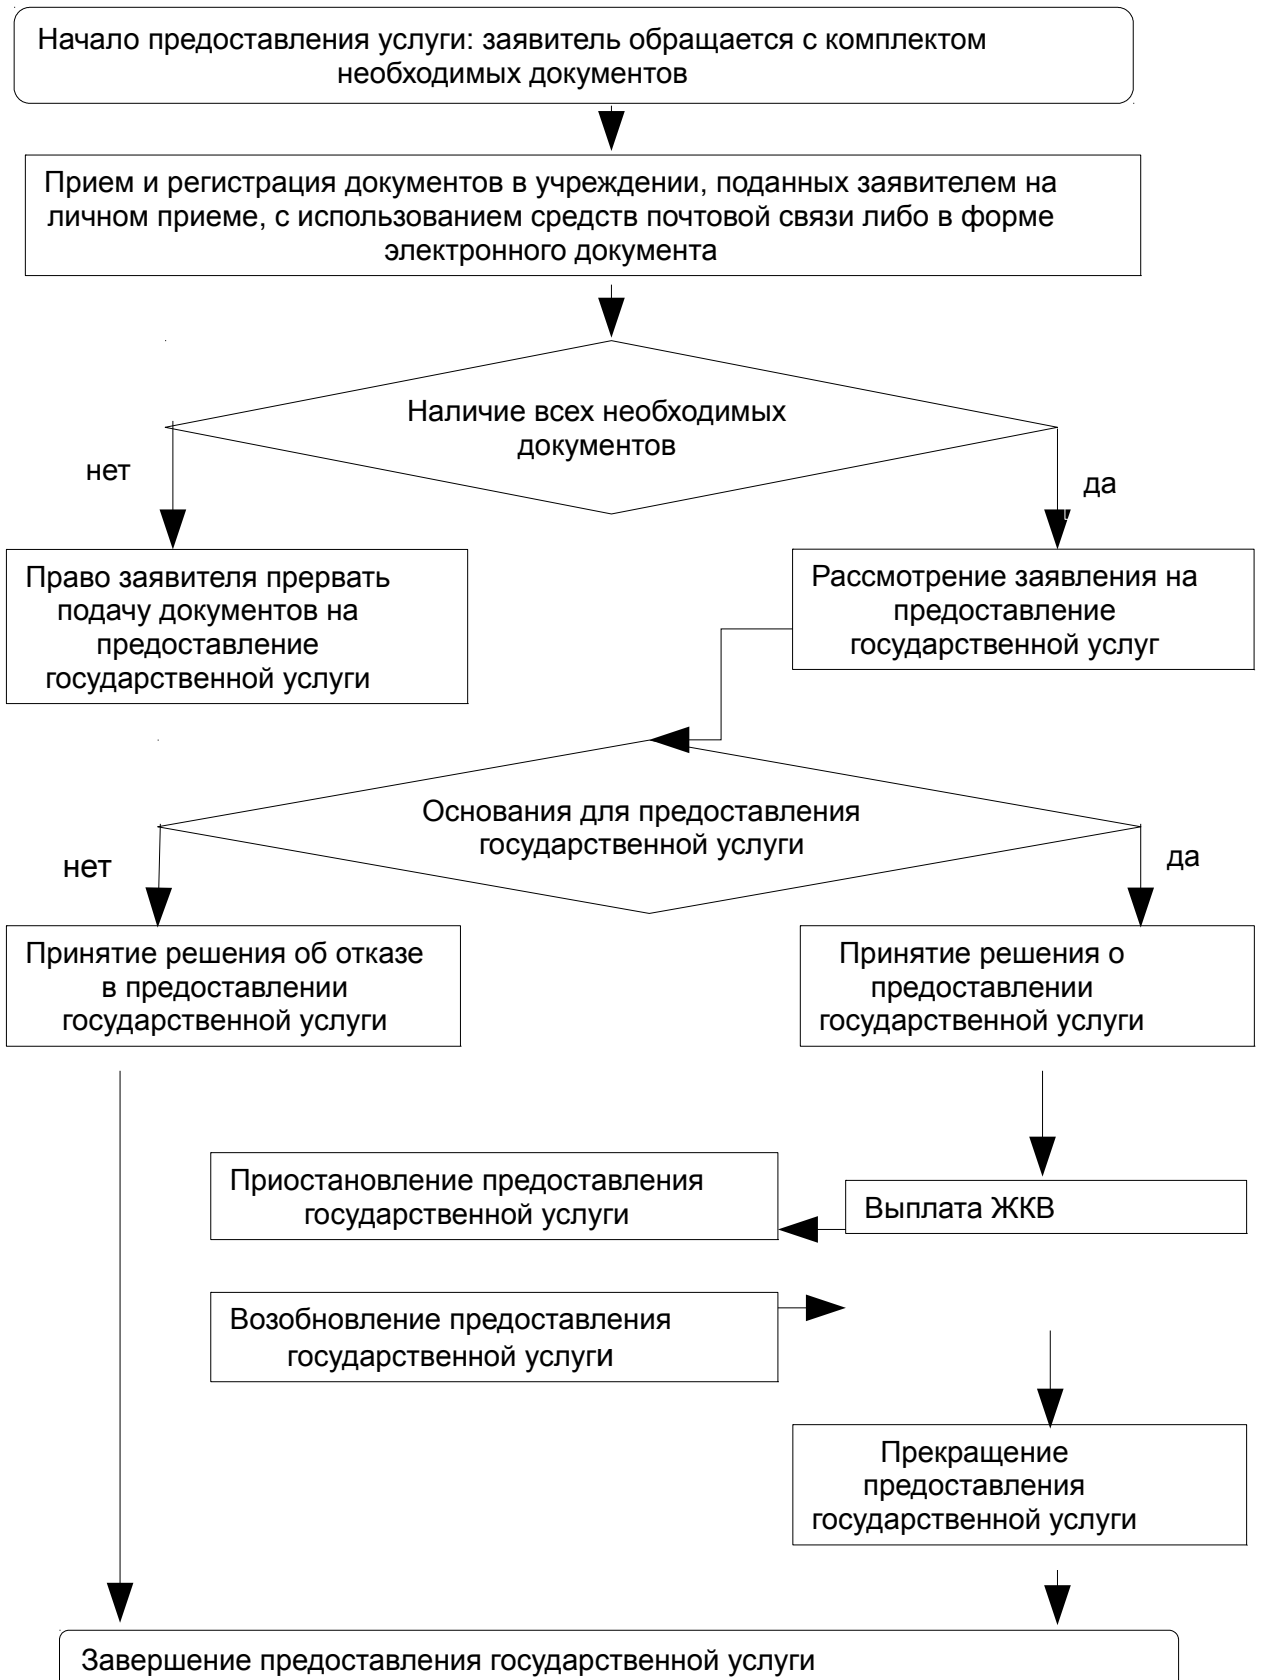 Начало предоставления услуги: заявитель обращается с комплектом
необходимых документов
Прием и регистрация документов в учреждении, поданных заявителем на
личном приеме, с использованием средств почтовой связи либо в форме
электронного документа
Наличие всех необходимых
документов
нет
да
Право заявителя прервать
подачу документов на
предоставление
государственной услуги
Рассмотрение заявления на
предоставление
государственной услуг
Основания для предоставления
государственной услуги
нет
да
Принятие решения об отказе
в предоставлении
государственной услуги
Принятие решения о
предоставлении
государственной услуги
Приостановление предоставления
государственной услуги
Выплата ЖКВ
Возобновление предоставления
государственной услуги
Прекращение
предоставления
государственной услуги
Завершение предоставления государственной услуги